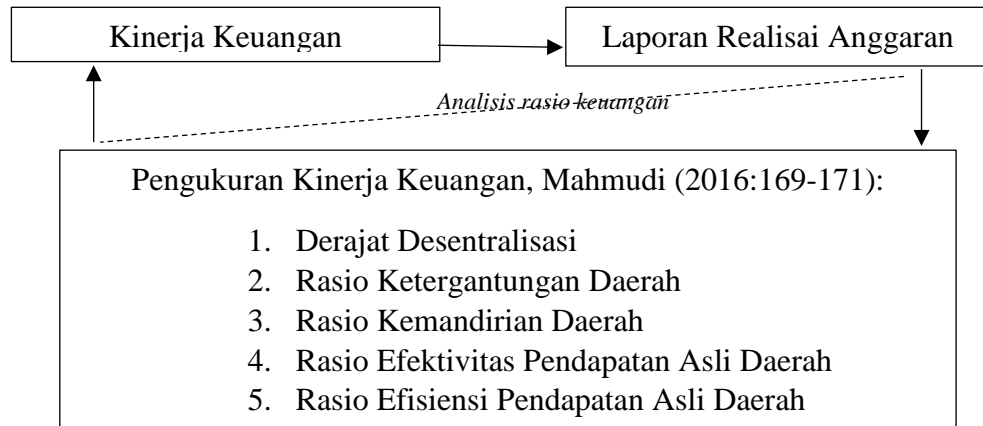 Kinerja Keuangan
Laporan Realisai Anggaran
Analisis rasio keuangan
Pengukuran Kinerja Keuangan, Mahmudi (2016:169-171):
1. Derajat Desentralisasi
2. Rasio Ketergantungan Daerah
3. Rasio Kemandirian Daerah
4. Rasio Efektivitas Pendapatan Asli Daerah
5. Rasio Efisiensi Pendapatan Asli Daerah